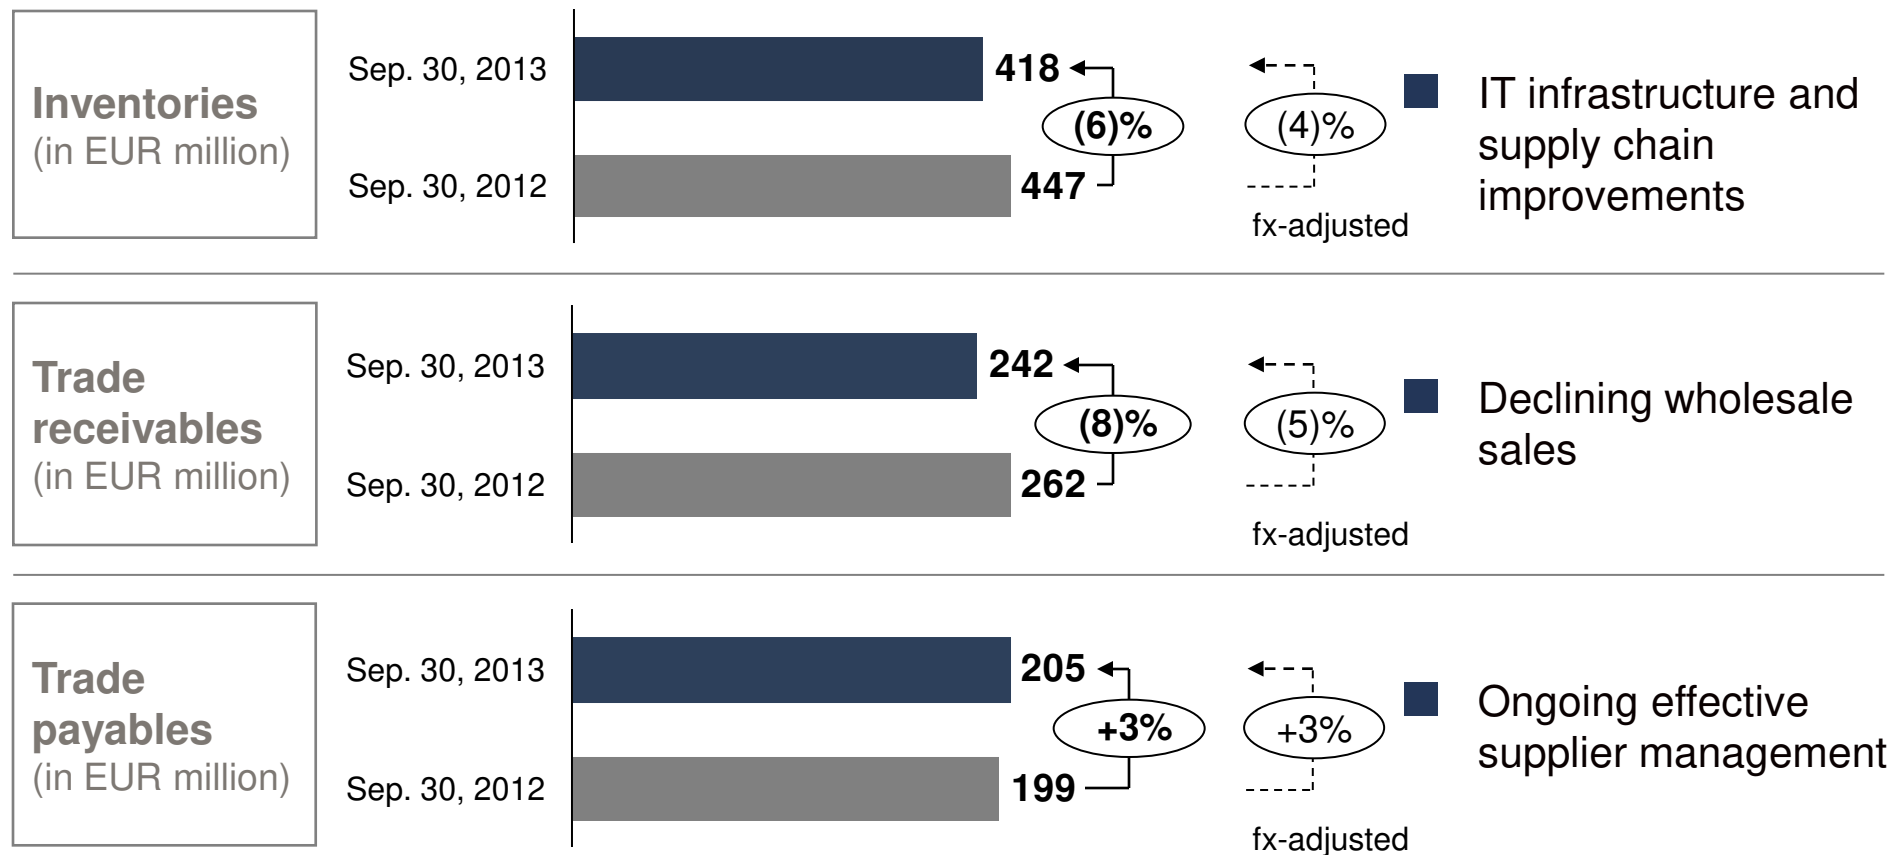 Inventories
(in EUR million)
Sep. 30, 2013
418
(6)%
Sep. 30, 2012
447
(4)%
fx-adjusted
IT infrastructure and
supply chain
improvements
Trade
receivables
(in EUR million)
Sep. 30, 2013
242
(8)%
Sep. 30, 2012
262
(5)%
fx-adjusted
Declining wholesale
sales
Trade
payables
(in EUR million)
Sep. 30, 2013
205
+3%
Sep. 30, 2012
199
+3%
fx-adjusted
Ongoing effective
supplier management